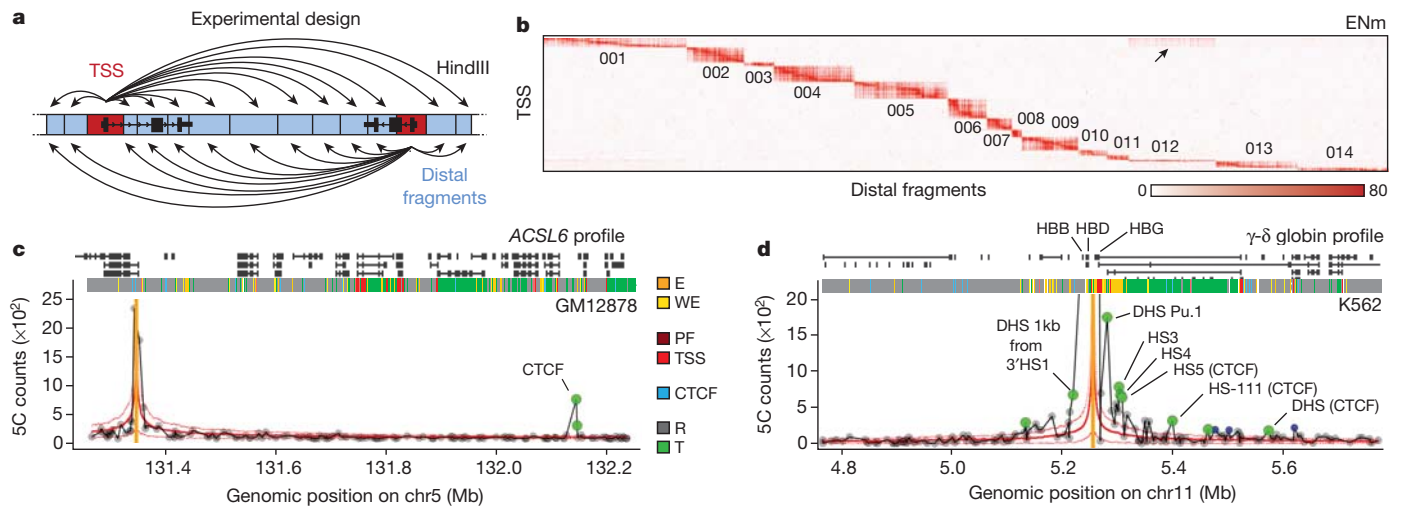 a
Experimental design
TSS
HindIII
Distal
fragments
b
ENm
TSS
001
002
003
004
005
006
007
008
009
010
011
012
013
014
Distal fragments
0
80
c
ACSL6 profile
GM12878
5C counts (×10²)
20
15
10
5
0
CTCF
131.4
131.6
131.8
132.0
132.2
Genomic position on chr5 (Mb)
E
WE
PF
TSS
CTCF
R
T
d
HBB
HBD
HBG
γ-δ globin profile
K562
5C counts (×10²)
20
15
10
5
0
DHS 1kb
from
3′HS1
DHS Pu.1
HS3
HS4
HS5 (CTCF)
HS-111 (CTCF)
DHS (CTCF)
4.8
5.0
5.2
5.4
5.6
Genomic position on chr11 (Mb)